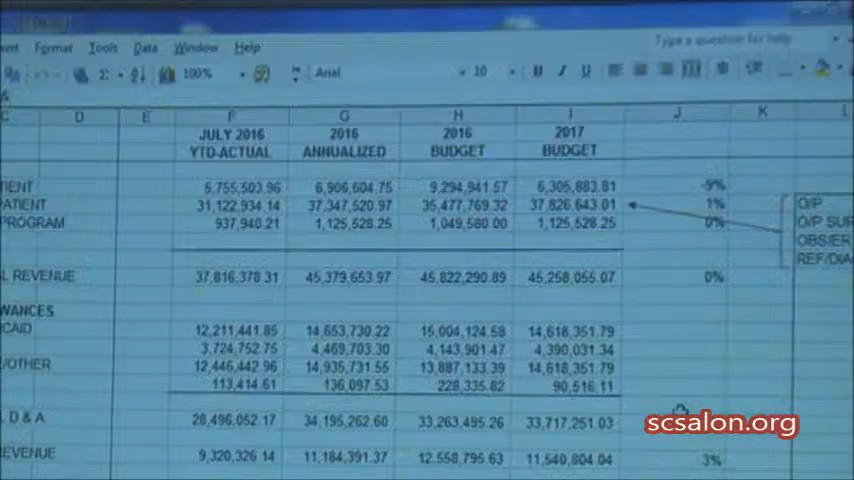 Format Tools Data Window Help Type a question for help
Σ 100% Arial 10 B I U
C D E F G H I J K L
JULY 2016 2016 2016 2017
YTD-ACTUAL ANNUALIZED BUDGET BUDGET
TIENT 5,755,503.96 6,906,604.75 9,294,941.57 6,305,883.81 -9%
PATIENT 31,122,934.14 37,347,520.97 35,477,769.32 37,826,643.01 1% O/P
PROGRAM 937,940.21 1,125,528.25 1,049,580.00 1,125,528.25 0% O/P SUR
OBS/ER
REF/DIA
L REVENUE 37,816,378.31 45,379,653.97 45,822,290.89 45,258,055.07 0%
WANCES
CAID 12,211,441.85 14,653,730.22 15,004,124.58 14,618,351.79
3,724,752.75 4,469,703.30 4,143,901.47 4,390,031.34
/OTHER 12,446,442.96 14,935,731.55 13,887,133.39 14,618,351.79
113,414.61 136,097.53 228,335.82 90,516.11
. D & A 28,496,052.17 34,195,262.60 33,263,495.26 33,717,251.03
scsalon.org
REVENUE 9,320,326.14 11,184,391.37 12,558,795.63 11,540,804.04 3%